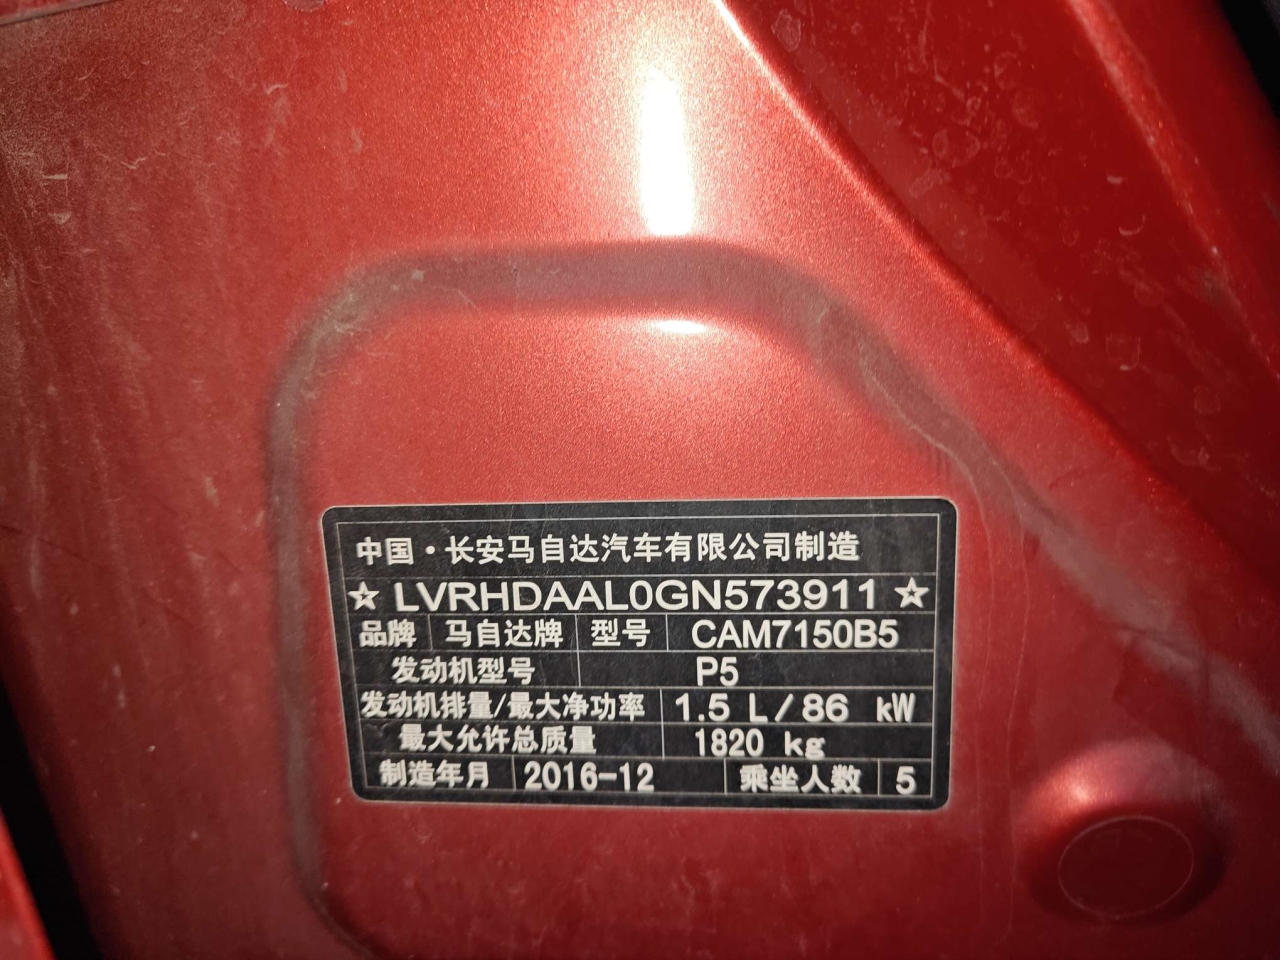 中国·长安马自达汽车有限公司制造
☆ LVRHDAAL0GN573911 ☆
品牌 马自达牌 型号 CAM7150B5
发动机型号 P5
发动机排量/最大净功率 1.5 L/86 kW
最大允许总质量 1820 kg
制造年月 2016-12 乘坐人数 5